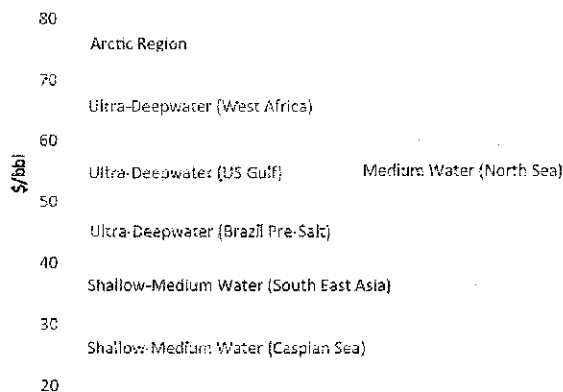 80
Arctic Region
70
Ultra-Deepwater (West Africa)
60
$/bbl
Ultra-Deepwater (US Gulf) Medium Water (North Sea)
50
Ultra-Deepwater (Brazil Pre-Salt)
40
Shallow-Medium Water (South East Asia)
30
Shallow-Medium Water (Caspian Sea)
20